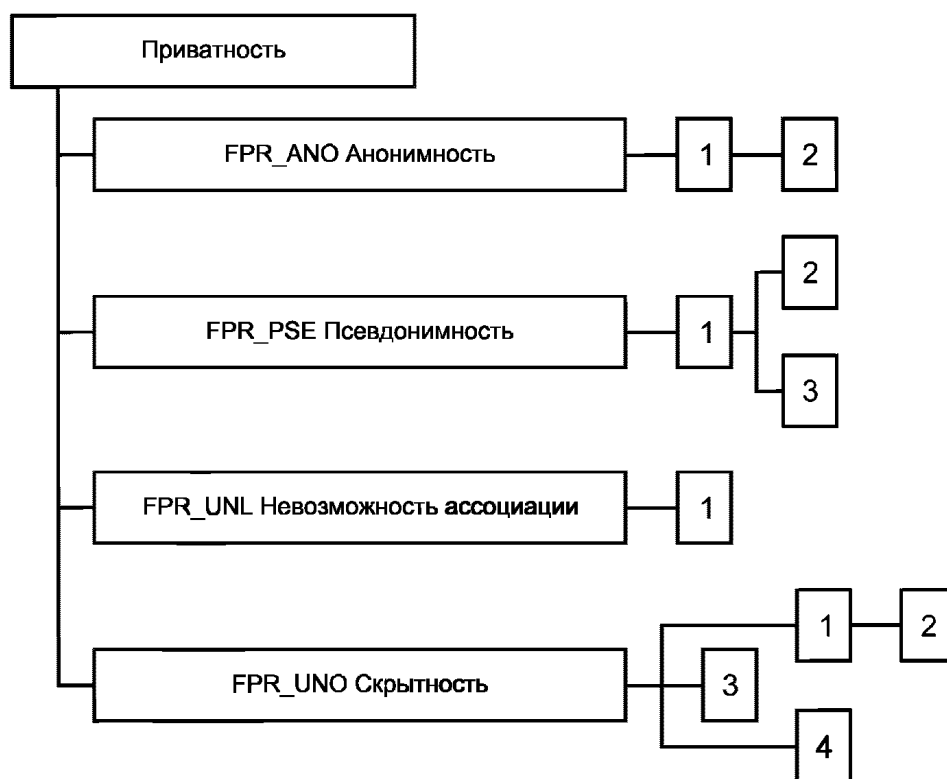 Приватность
FPR_ANO Анонимность 1 2
2
FPR_PSE Псевдонимность 1
3
FPR_UNL Невозможность ассоциации 1
1 2
FPR_UNO Скрытность 3
4